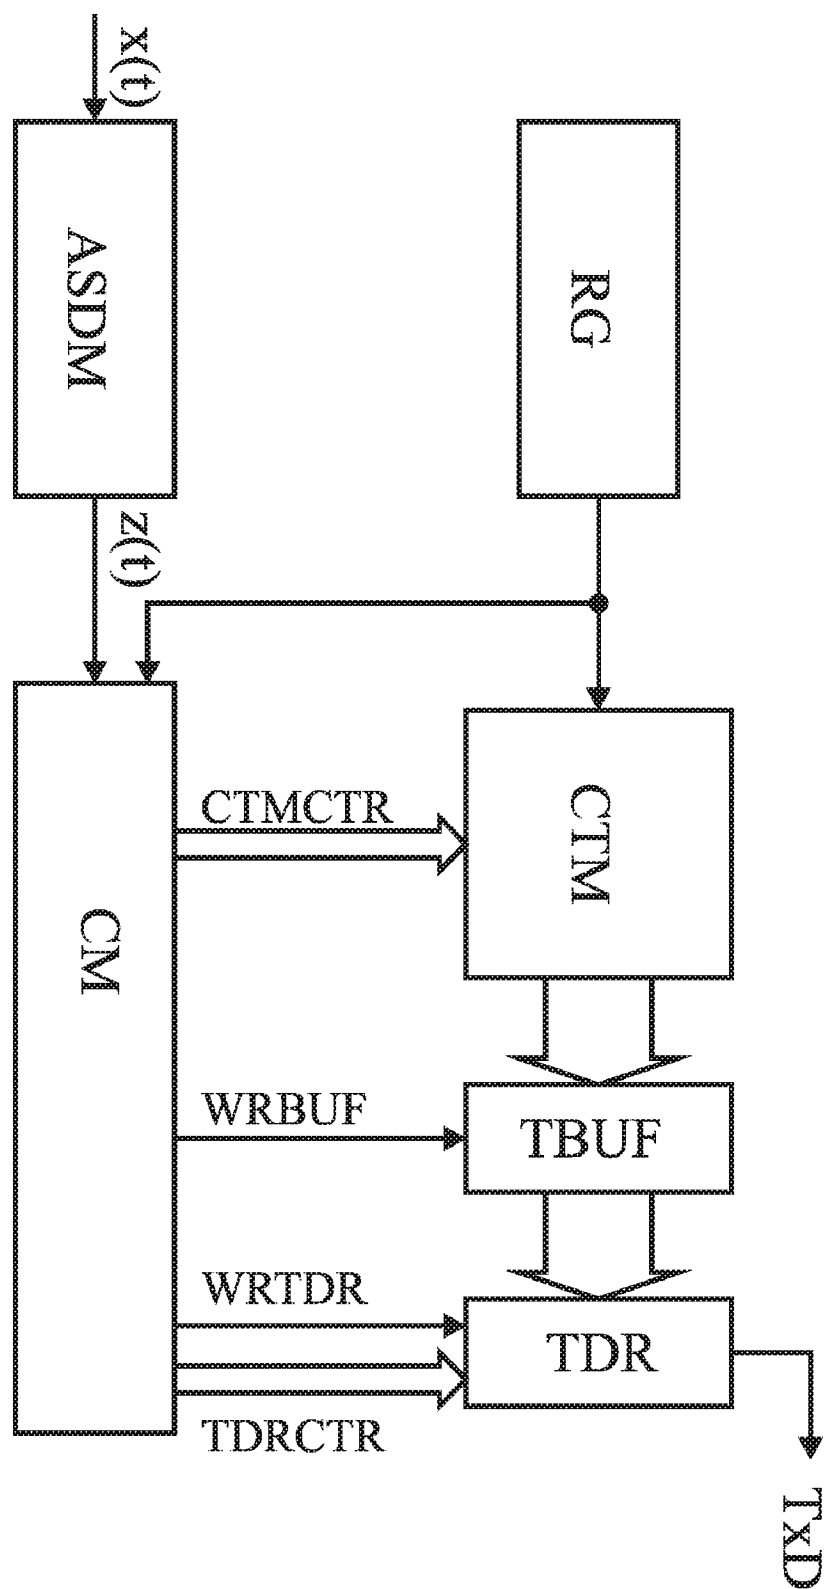 x(t)
ASDM
RG
z(t)
CTMCTR
CTM
CM
WRBUF
TBUF
WRTDR
TDR
TDRCTR
TxD